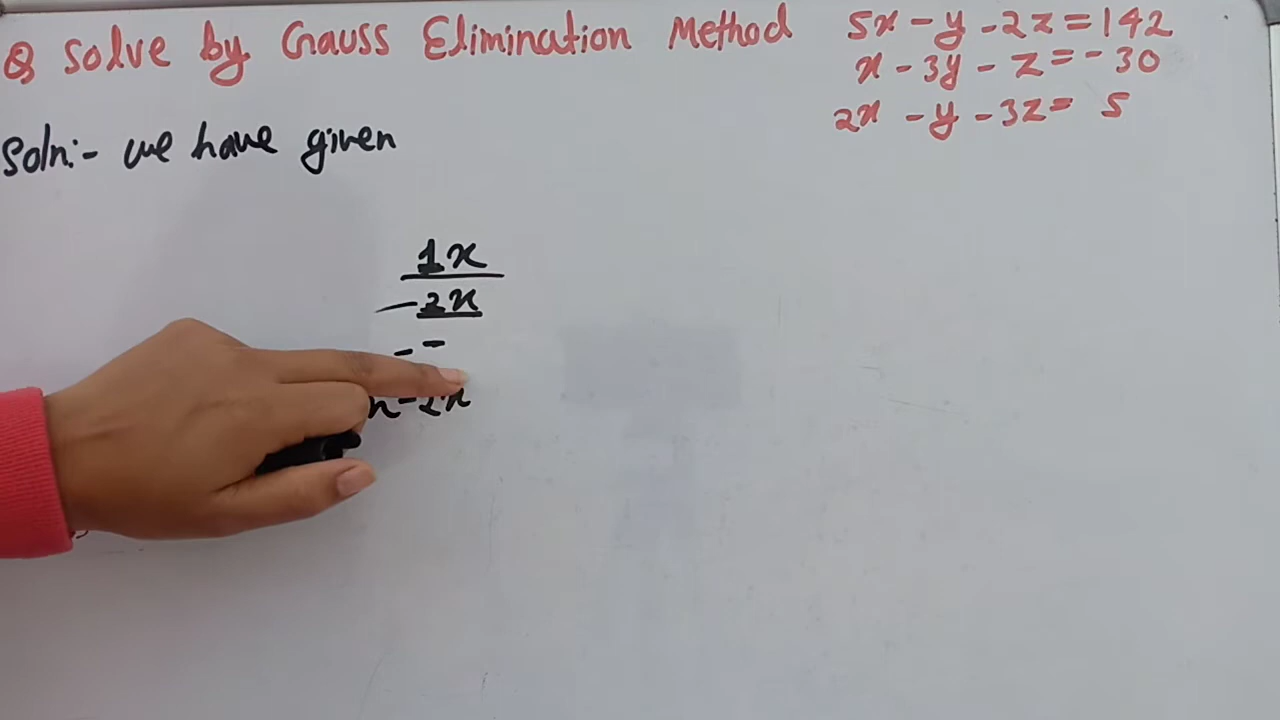 Q Solve by Gauss Elimination Method 5x - y - 2z = 142
x - 3y - z = - 30
2x - y - 3z = 5
Soln:- we have given
1x
- 2x
- -
x - 2x